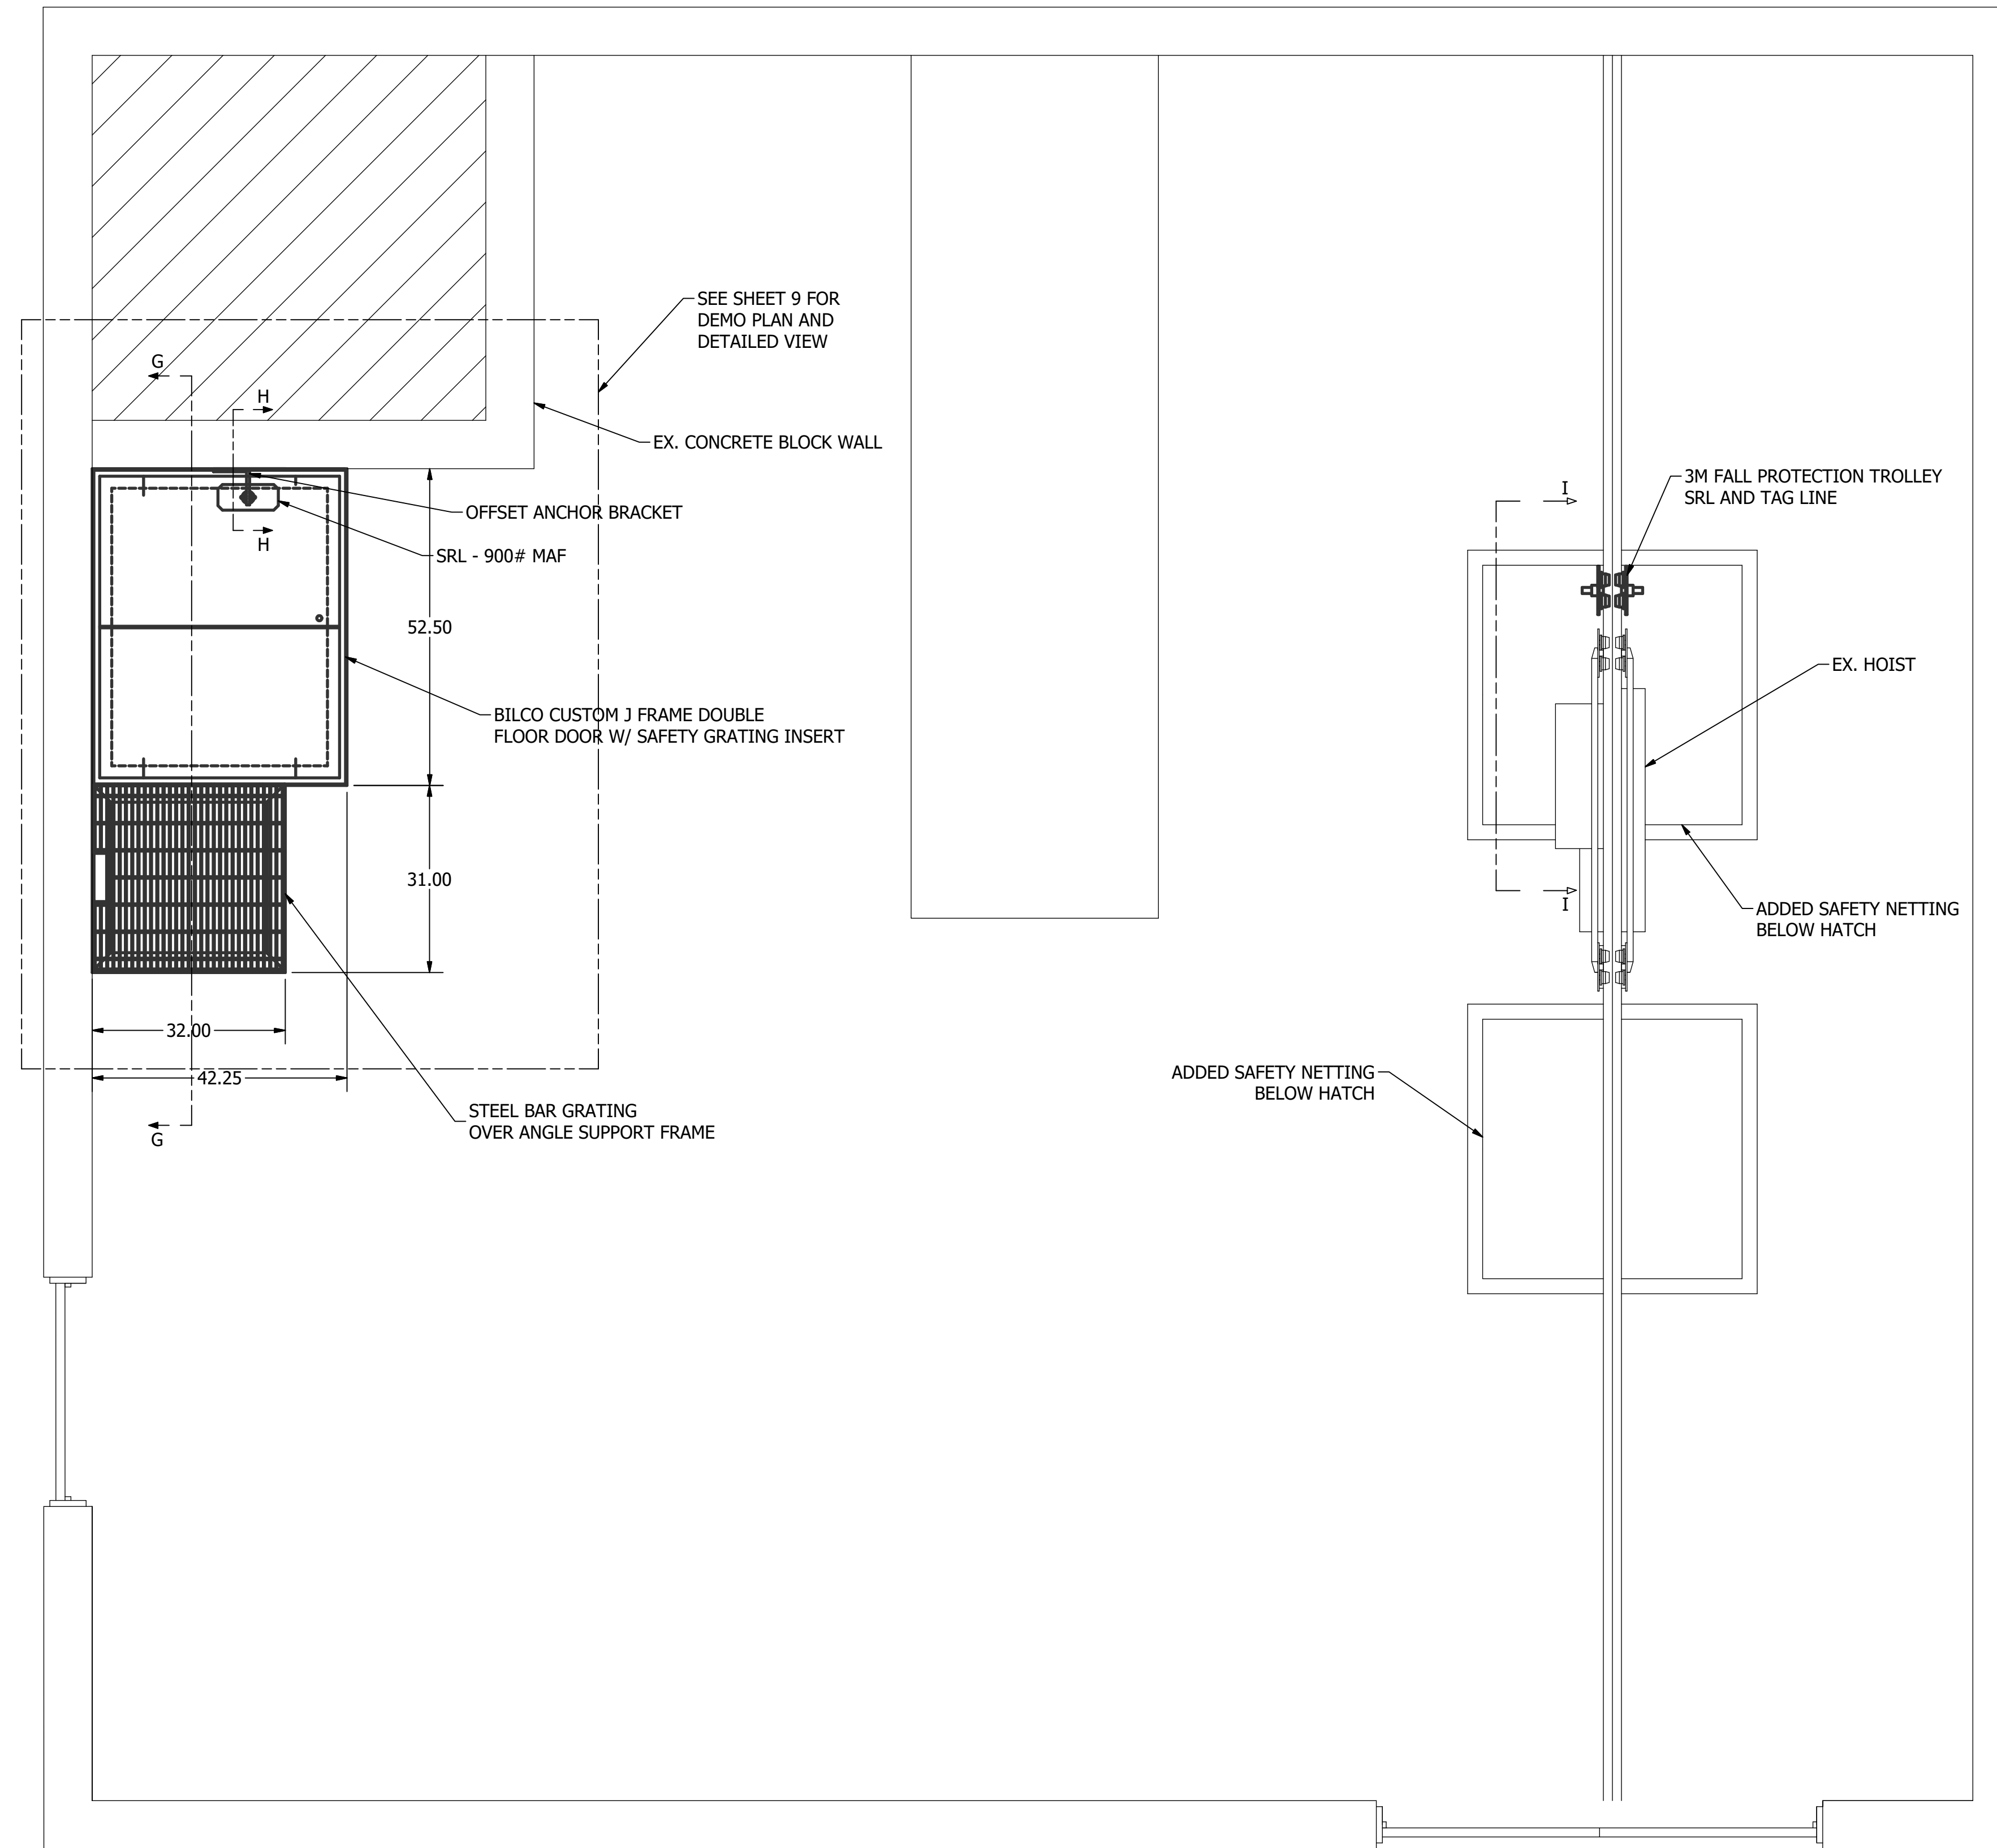 SEE SHEET 9 FOR
DEMO PLAN AND
DETAILED VIEW
G
H
EX. CONCRETE BLOCK WALL
3M FALL PROTECTION TROLLEY
SRL AND TAG LINE
I
OFFSET ANCHOR BRACKET
H
SRL - 900# MAF
52.50
EX. HOIST
BILCO CUSTOM J FRAME DOUBLE
FLOOR DOOR W/ SAFETY GRATING INSERT
31.00
I
ADDED SAFETY NETTING
BELOW HATCH
32.00
42.25
ADDED SAFETY NETTING
BELOW HATCH
STEEL BAR GRATING
OVER ANGLE SUPPORT FRAME
G